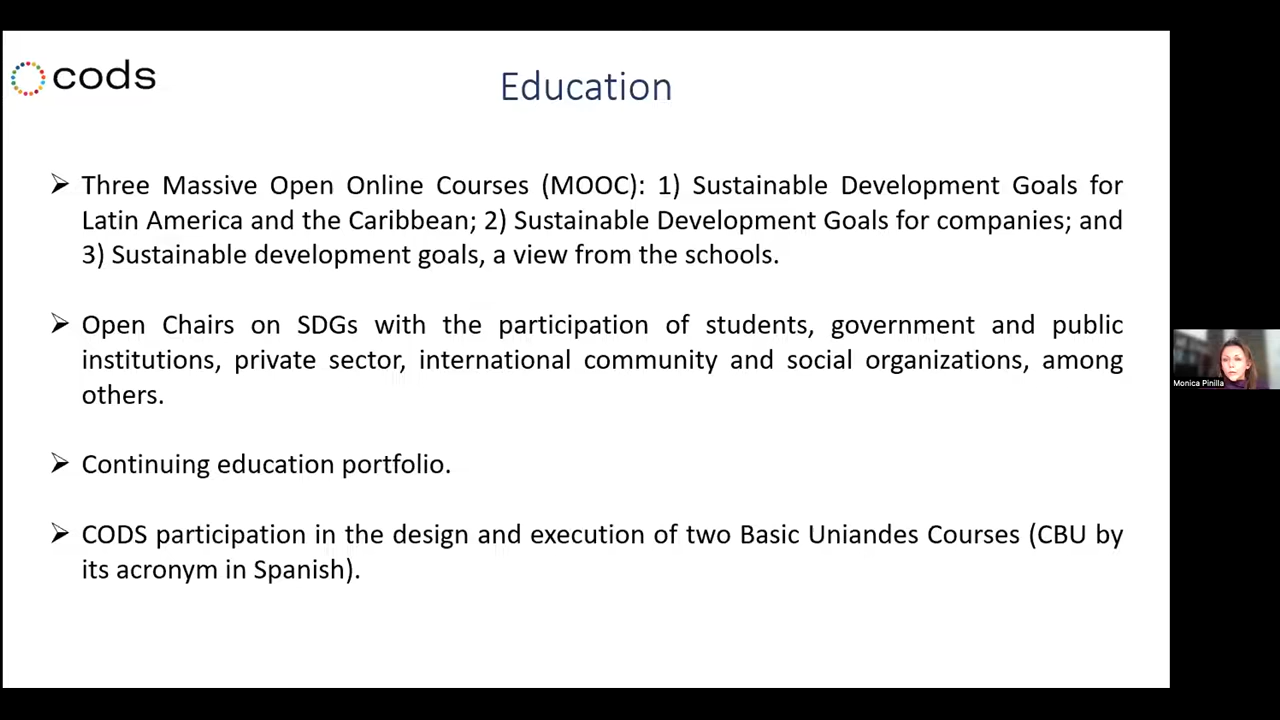 cods
Education
➢ Three Massive Open Online Courses (MOOC): 1) Sustainable Development Goals for
Latin America and the Caribbean; 2) Sustainable Development Goals for companies; and
3) Sustainable development goals, a view from the schools.
➢ Open Chairs on SDGs with the participation of students, government and public
institutions, private sector, international community and social organizations, among
others.
➢ Continuing education portfolio.
➢ CODS participation in the design and execution of two Basic Uniandes Courses (CBU by
its acronym in Spanish).
Monica Pinilla